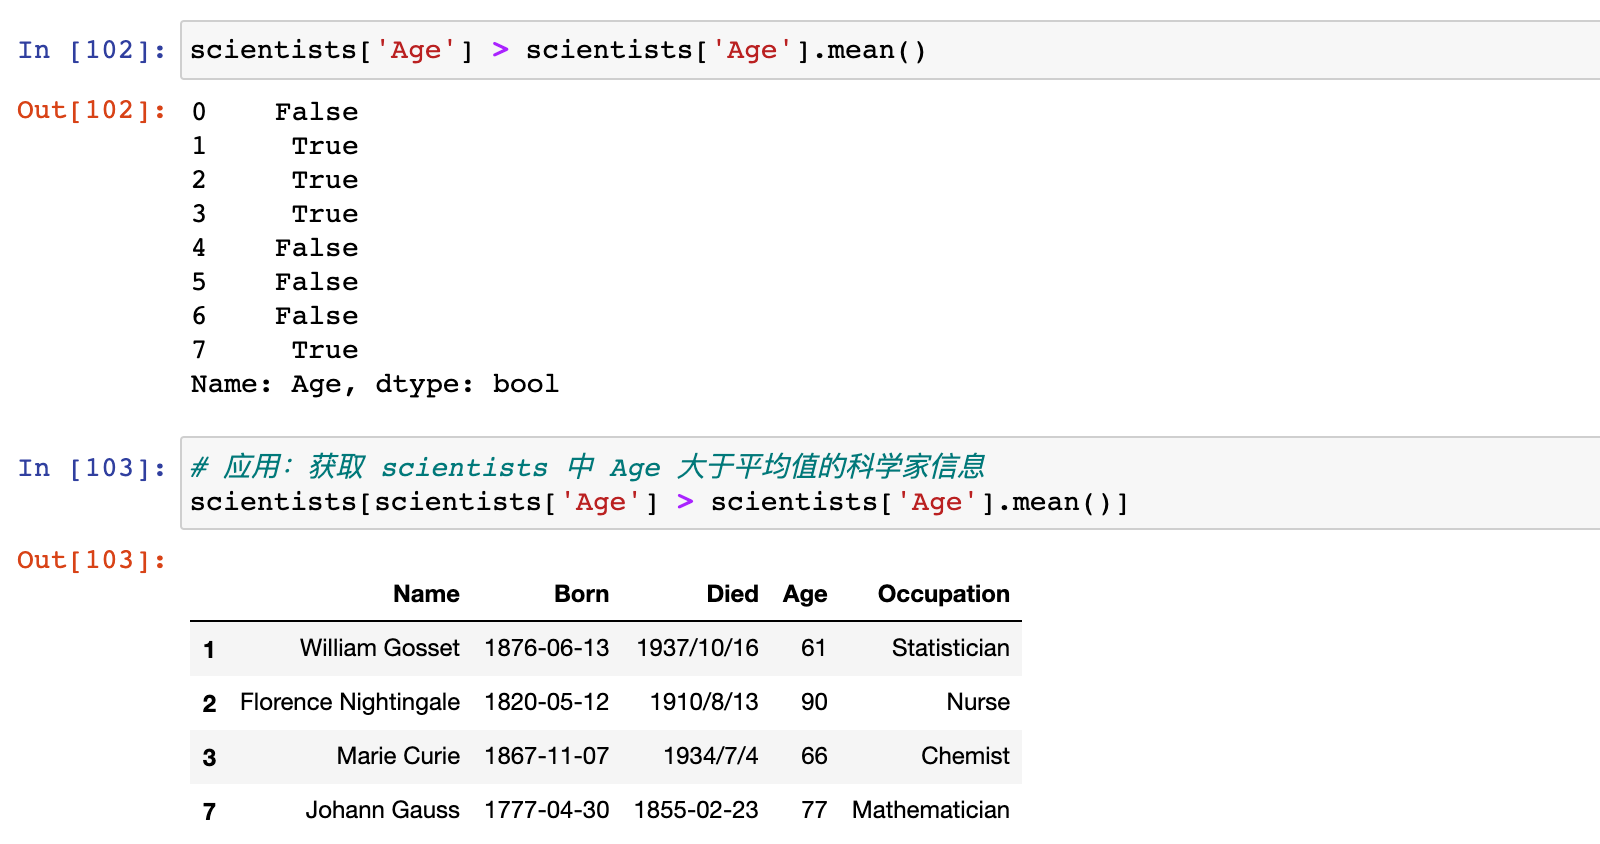 In [102]: scientists['Age'] > scientists['Age'].mean()
Out[102]: 0 False
1 True
2 True
3 True
4 False
5 False
6 False
7 True
Name: Age, dtype: bool
In [103]: # 应用：获取 scientists 中 Age 大于平均值的科学家信息
scientists[scientists['Age'] > scientists['Age'].mean()]
Out[103]:
Name Born Died Age Occupation
1 William Gosset 1876-06-13 1937/10/16 61 Statistician
2 Florence Nightingale 1820-05-12 1910/8/13 90 Nurse
3 Marie Curie 1867-11-07 1934/7/4 66 Chemist
7 Johann Gauss 1777-04-30 1855-02-23 77 Mathematician